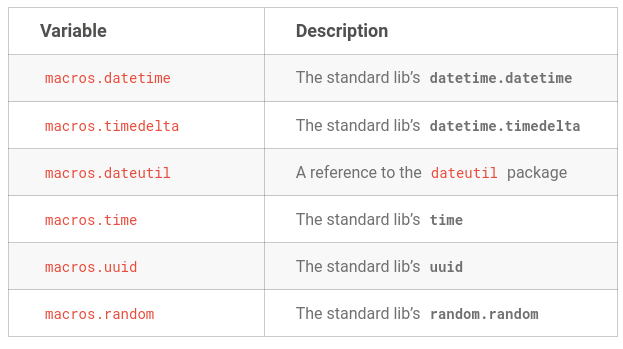 Variable Description
macros.datetime The standard lib’s datetime.datetime
macros.timedelta The standard lib’s datetime.timedelta
macros.dateutil A reference to the dateutil package
macros.time The standard lib’s time
macros.uuid The standard lib’s uuid
macros.random The standard lib’s random.random